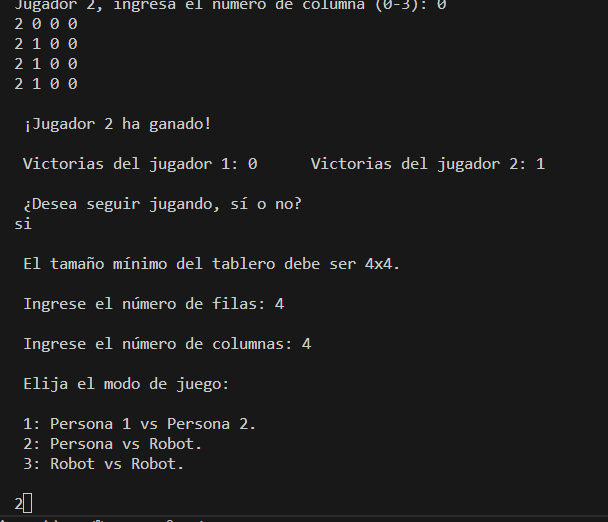 Jugador 2, ingresa el número de columna (0-3): 0
2 0 0 0
2 1 0 0
2 1 0 0
2 1 0 0
¡Jugador 2 ha ganado!
Victorias del jugador 1: 0      Victorias del jugador 2: 1
¿Desea seguir jugando, sí o no?
si
El tamaño mínimo del tablero debe ser 4x4.
Ingrese el número de filas: 4
Ingrese el número de columnas: 4
Elija el modo de juego:
1: Persona 1 vs Persona 2.
2: Persona vs Robot.
3: Robot vs Robot.
2